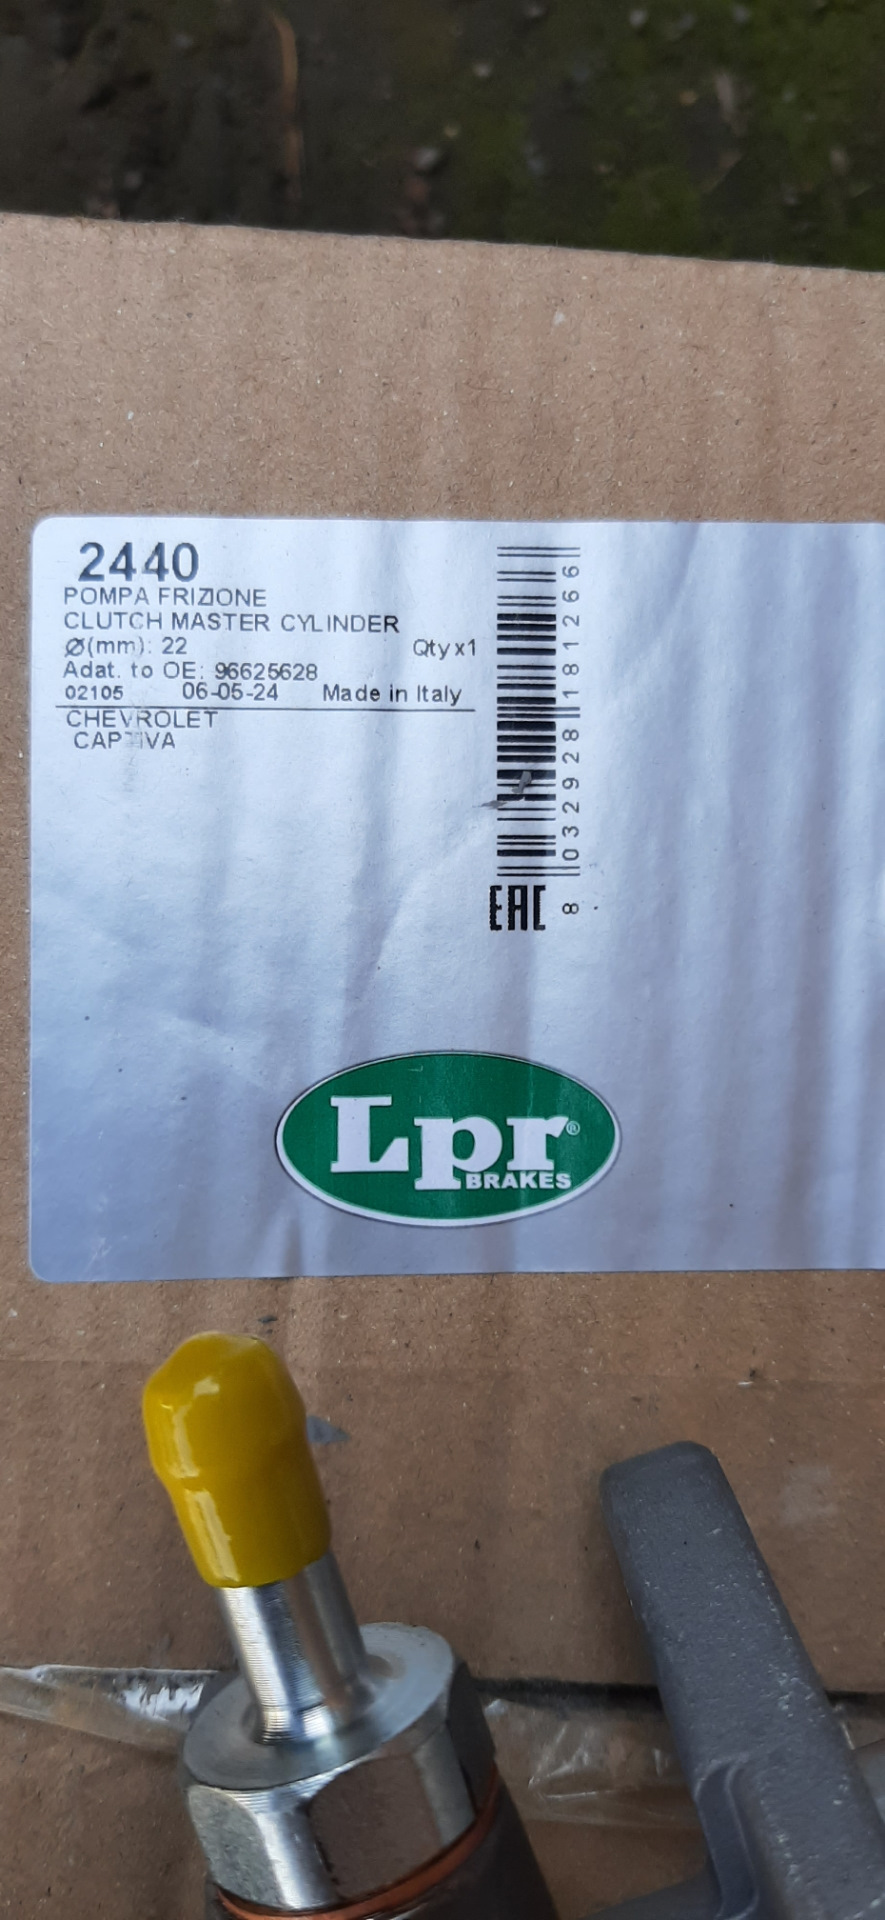 2440
POMPA FRIZIONE
CLUTCH MASTER CYLINDER
Ø(mm): 22 Qty x1
Adat. to OE: 96625628
02105 06-05-24 Made in Italy
CHEVROLET
CAPTIVA
8 032928 181266
EAC
Lpr®
BRAKES